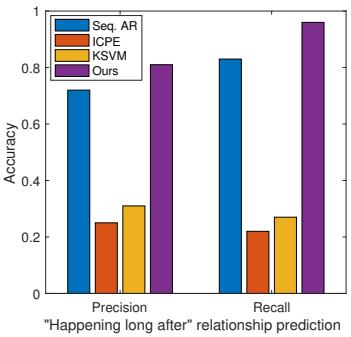 1
0.8
0.6
0.4
0.2
0
Accuracy
Seq. AR
ICPE
KSVM
Ours
Precision Recall
"Happening long after" relationship prediction